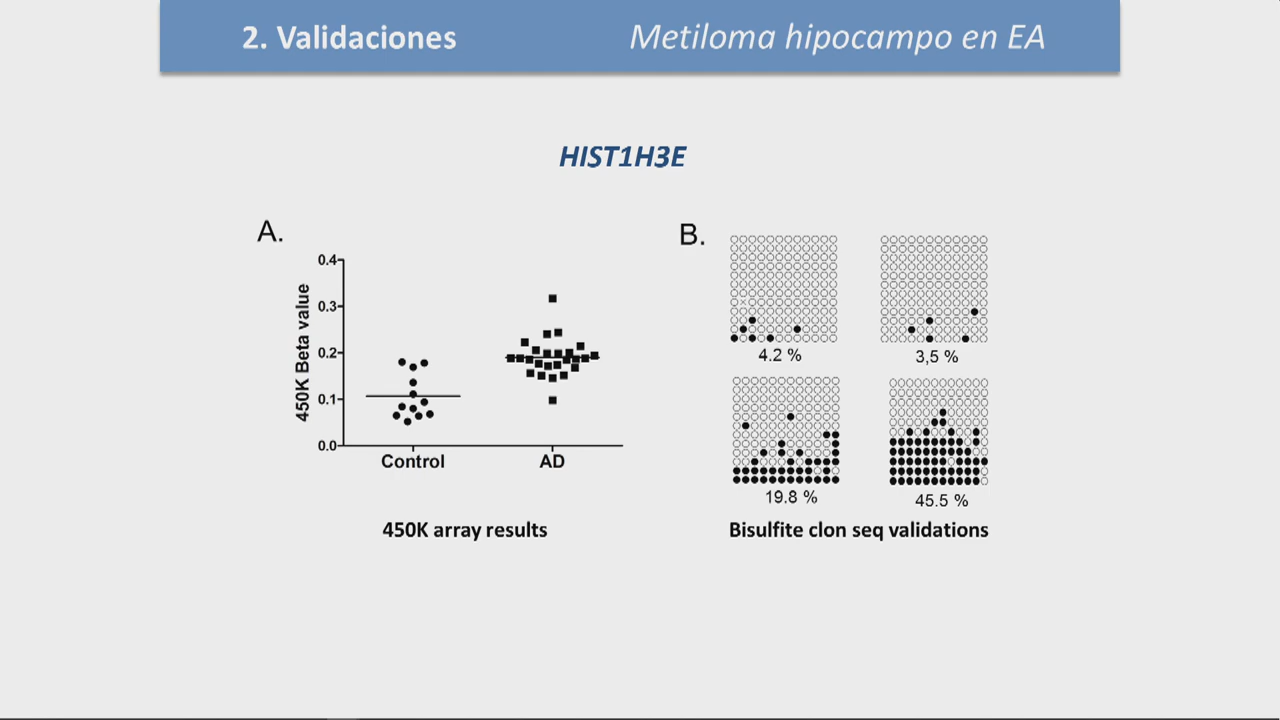 2. Validaciones
Metiloma hipocampo en EA
HIST1H3E
A.
450K Beta value
0.4
0.3
0.2
0.1
0.0
Control
AD
450K array results
B.
4.2 %
3,5 %
19.8 %
45.5 %
Bisulfite clon seq validations